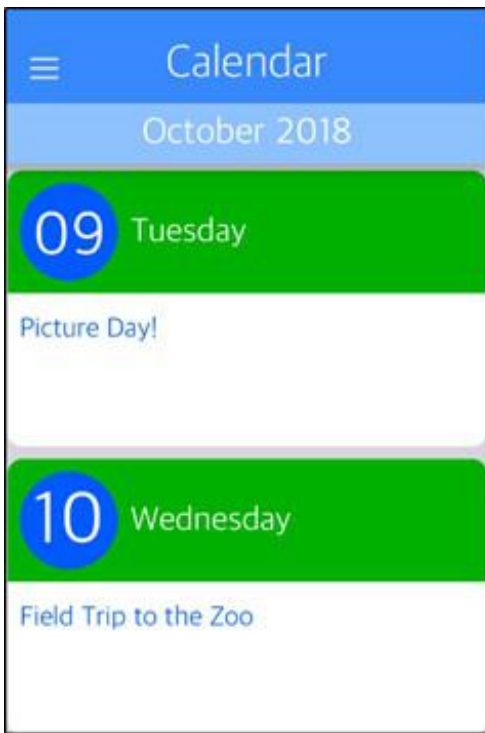 Calendar
October 2018
09 Tuesday
Picture Day!
10 Wednesday
Field Trip to the Zoo